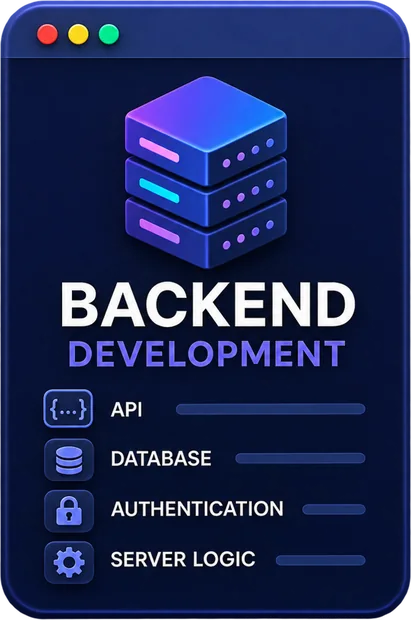 BACKEND
DEVELOPMENT
{...} API
DATABASE
AUTHENTICATION
SERVER LOGIC